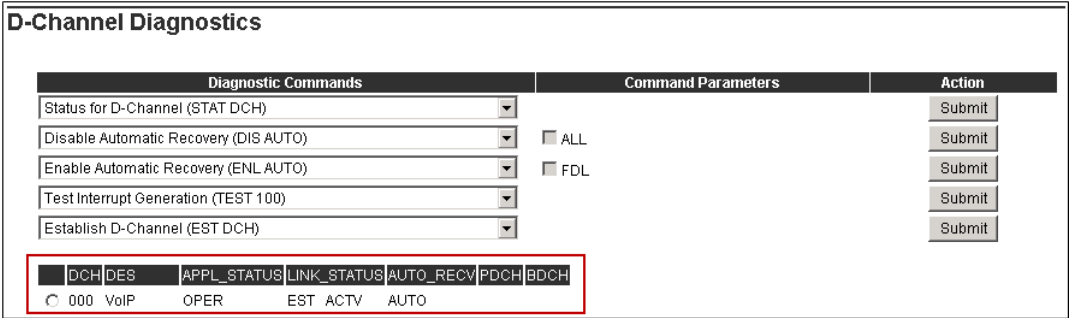 D-Channel Diagnostics
Diagnostic Commands Command Parameters Action
Status for D-Channel (STAT DCH) Submit
Disable Automatic Recovery (DIS AUTO) ALL Submit
Enable Automatic Recovery (ENL AUTO) FDL Submit
Test Interrupt Generation (TEST 100) Submit
Establish D-Channel (EST DCH) Submit
DCH DES APPL_STATUS LINK_STATUS AUTO_RECV PDCH BDCH
000 VoIP OPER EST ACTV AUTO